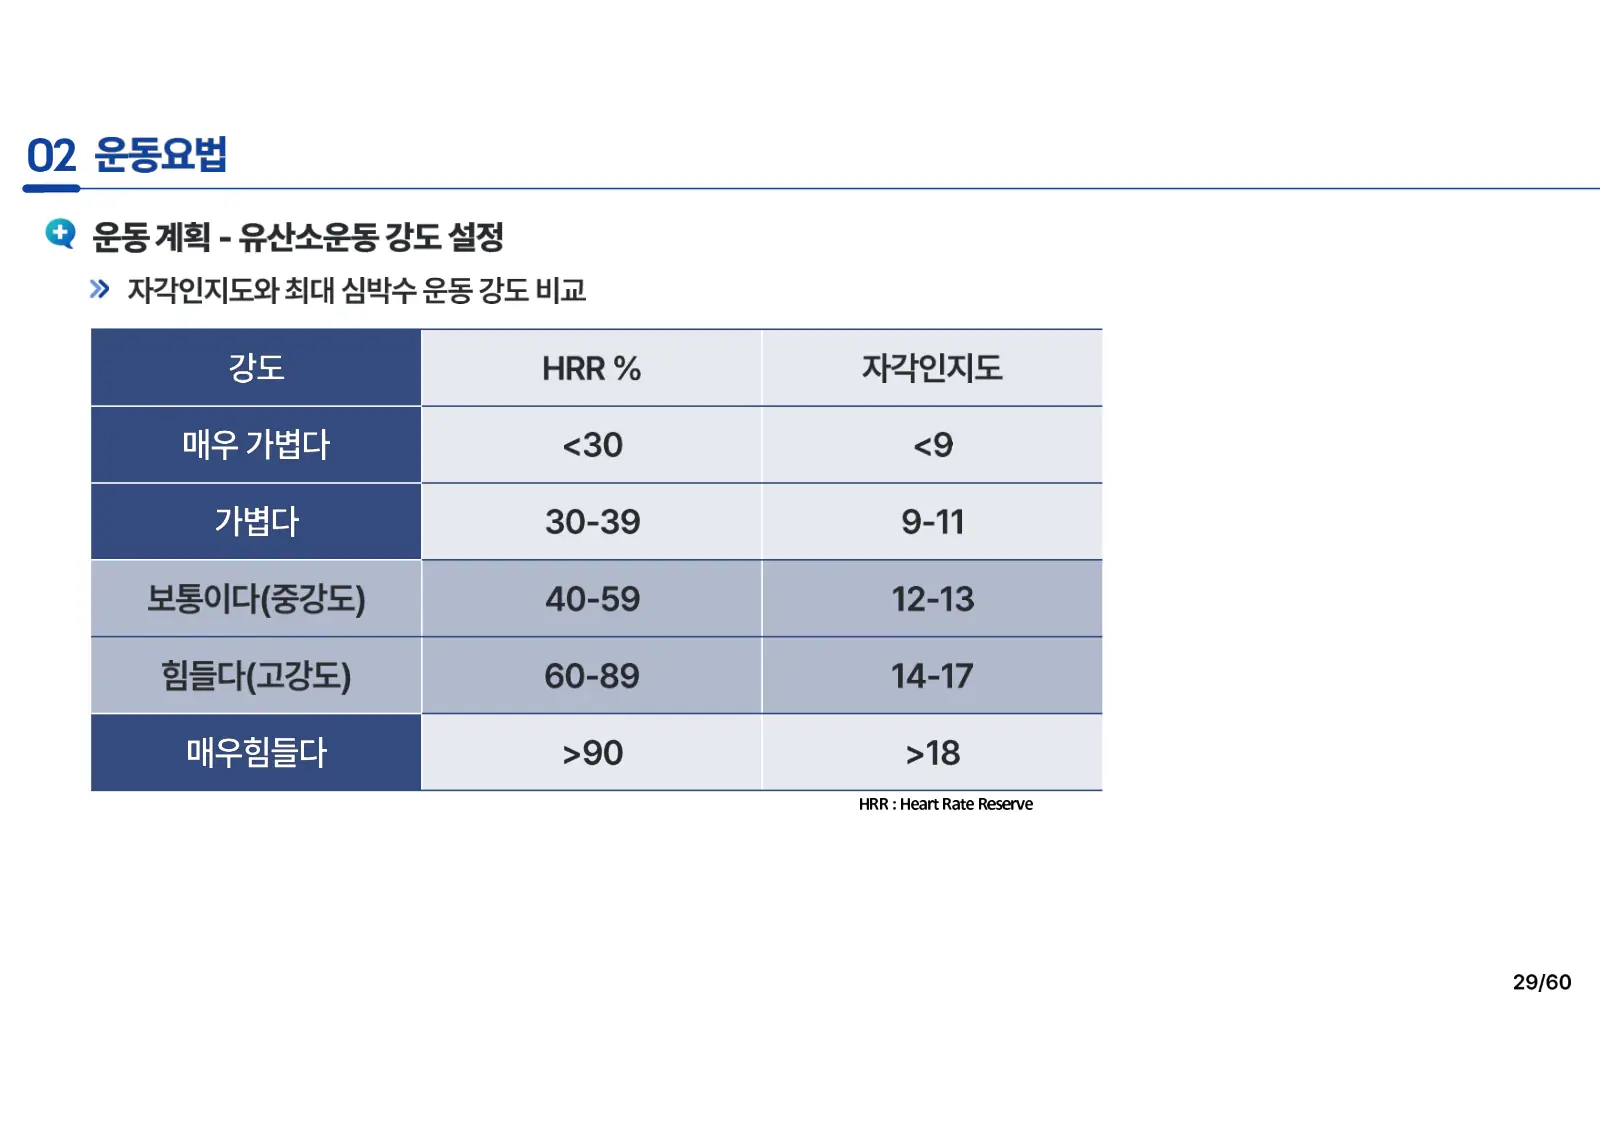 02 운동요법
운동 계획 - 유산소운동 강도 설정
자각인지도와 최대 심박수 운동 강도 비교
강도 HRR % 자각인지도
매우 가볍다 <30 <9
가볍다 30-39 9-11
보통이다(중강도) 40-59 12-13
힘들다(고강도) 60-89 14-17
매우힘들다 >90 >18
HRR : Heart Rate Reserve
29/60